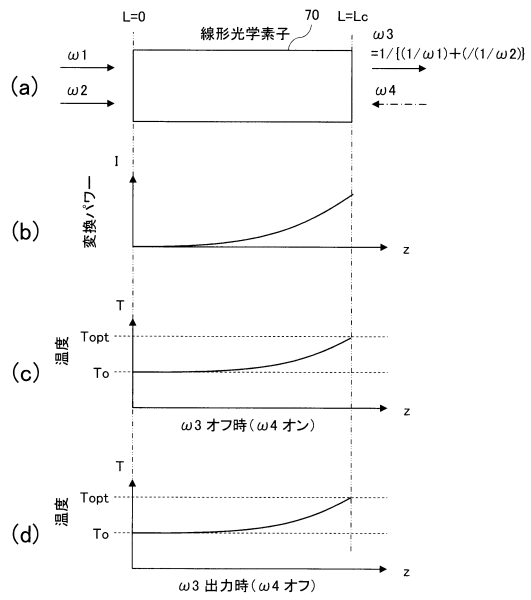 L=0
70
L=Lc
線形光学素子
ω3
=1/{(1/ω1)+(/(1/ω2)}
ω1
ω2
ω4
(a)
I
変換パワー
(b)
z
T
Topt
温度
(c)
To
z
ω3 オフ時(ω4 オン)
T
Topt
温度
(d)
To
z
ω3 出力時(ω4 オフ)